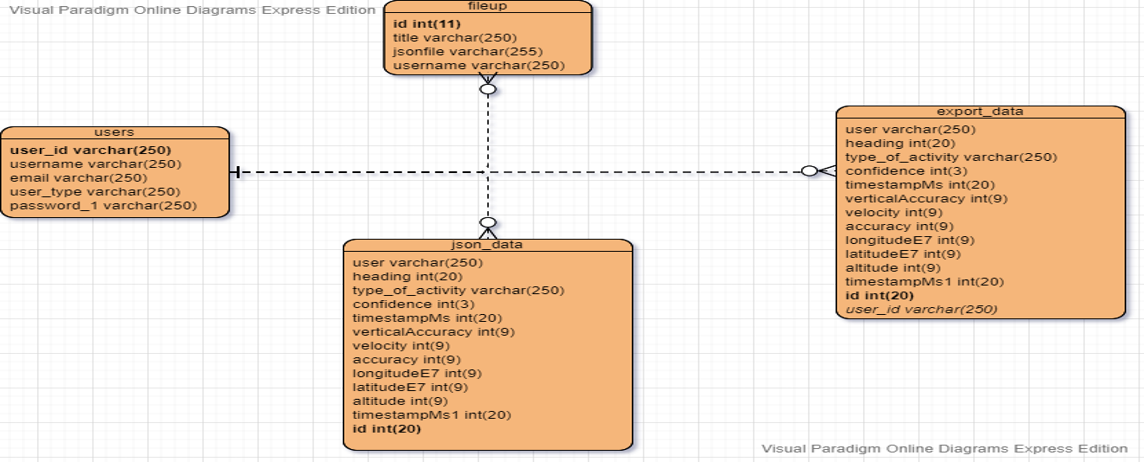 Visual Paradigm Online Diagrams Express Edition
fileup
id int(11)
title varchar(250)
jsonfile varchar(255)
username varchar(250)
users
user_id varchar(250)
username varchar(250)
email varchar(250)
user_type varchar(250)
password_1 varchar(250)
export_data
user varchar(250)
heading int(20)
type_of_activity varchar(250)
confidence int(3)
timestampMs int(20)
verticalAccuracy int(9)
velocity int(9)
accuracy int(9)
longitudeE7 int(9)
latitudeE7 int(9)
altitude int(9)
timestampMs1 int(20)
id int(20)
user_id varchar(250)
json_data
user varchar(250)
heading int(20)
type_of_activity varchar(250)
confidence int(3)
timestampMs int(20)
verticalAccuracy int(9)
velocity int(9)
accuracy int(9)
longitudeE7 int(9)
latitudeE7 int(9)
altitude int(9)
timestampMs1 int(20)
id int(20)
Visual Paradigm Online Diagrams Express Edition